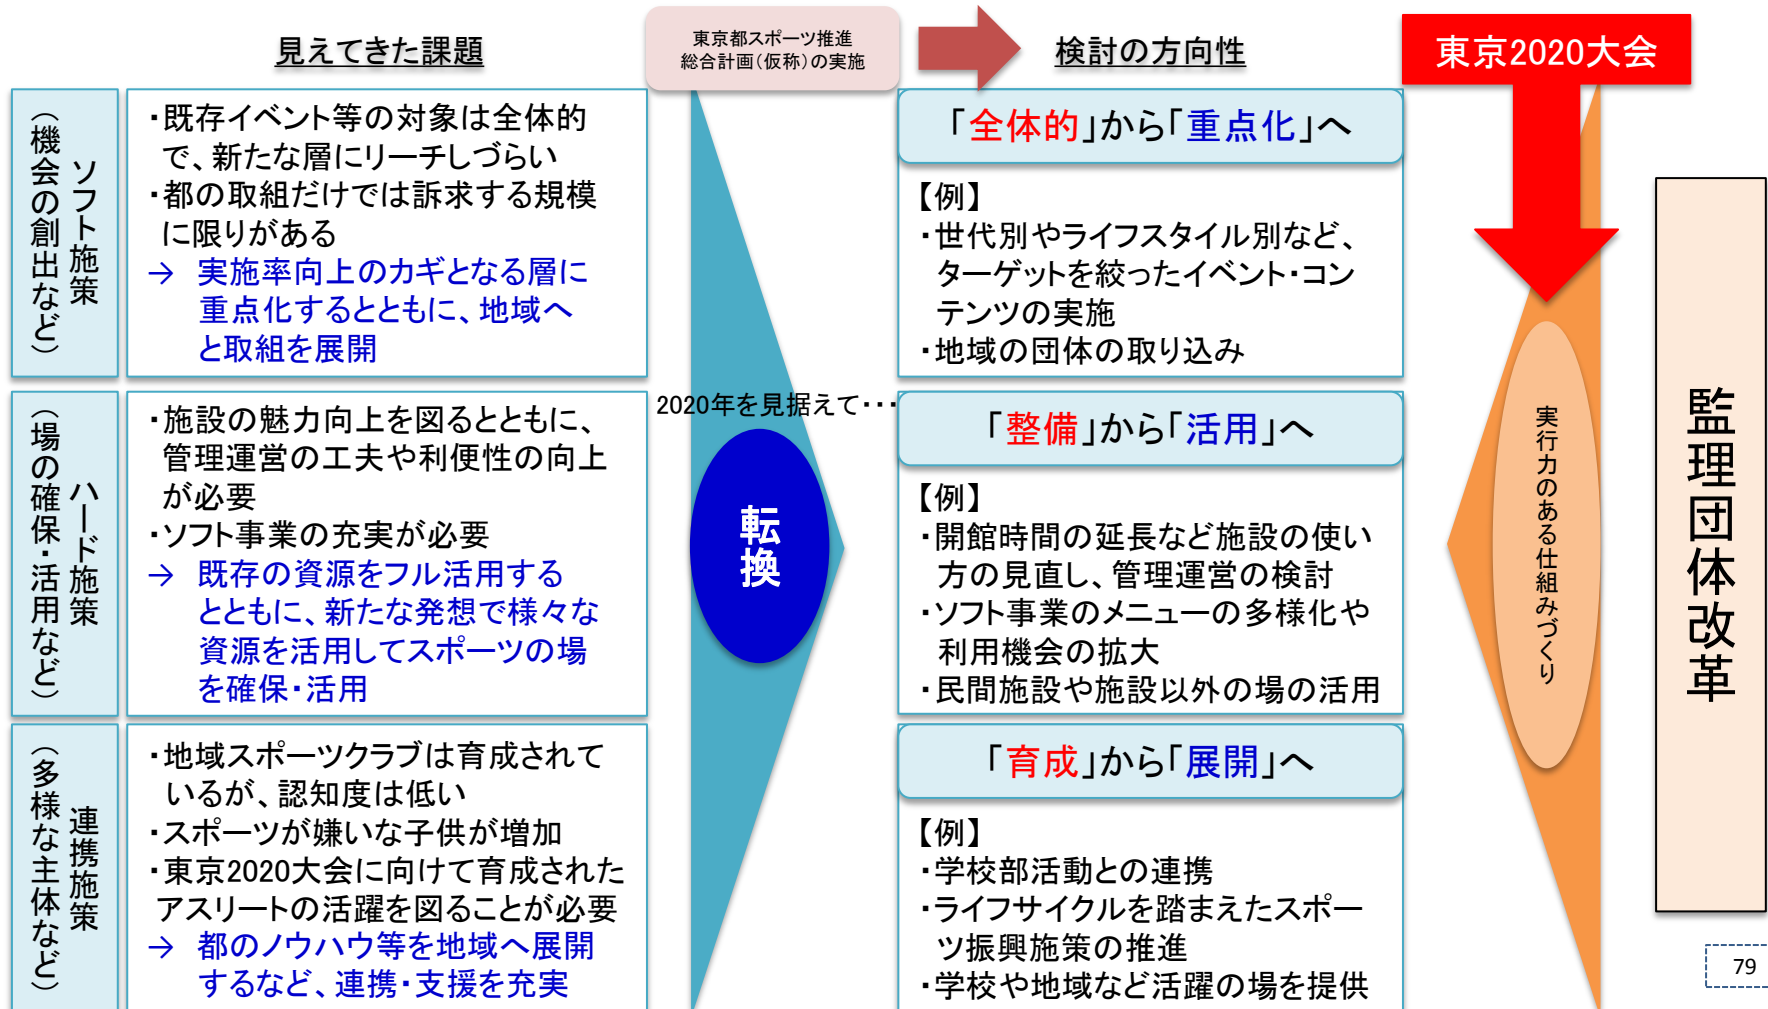 見えてきた課題
東京都スポーツ推進
総合計画(仮称)の実施
検討の方向性
東京2020大会
ソフト施策
(機会の創出など)
・既存イベント等の対象は全体的
で、新たな層にリーチしづらい
・都の取組だけでは訴求する規模
に限りがある
→ 実施率向上のカギとなる層に
重点化するとともに、地域へ
と取組を展開
「全体的」から「重点化」へ
【例】
・世代別やライフスタイル別など、
ターゲットを絞ったイベント・コン
テンツの実施
・地域の団体の取り込み
ハード施策
(場の確保・活用など)
・施設の魅力向上を図るとともに、
管理運営の工夫や利便性の向上
が必要
・ソフト事業の充実が必要
→ 既存の資源をフル活用する
とともに、新たな発想で様々な
資源を活用してスポーツの場
を確保・活用
2020年を見据えて・・・
転換
「整備」から「活用」へ
【例】
・開館時間の延長など施設の使い
方の見直し、管理運営の検討
・ソフト事業のメニューの多様化や
利用機会の拡大
・民間施設や施設以外の場の活用
連携施策
(多様な主体など)
・地域スポーツクラブは育成されて
いるが、認知度は低い
・スポーツが嫌いな子供が増加
・東京2020大会に向けて育成された
アスリートの活躍を図ることが必要
→ 都のノウハウ等を地域へ展開
するなど、連携・支援を充実
「育成」から「展開」へ
【例】
・学校部活動との連携
・ライフサイクルを踏まえたスポー
ツ振興施策の推進
・学校や地域など活躍の場を提供
実行力のある仕組みづくり
監理団体改革
79